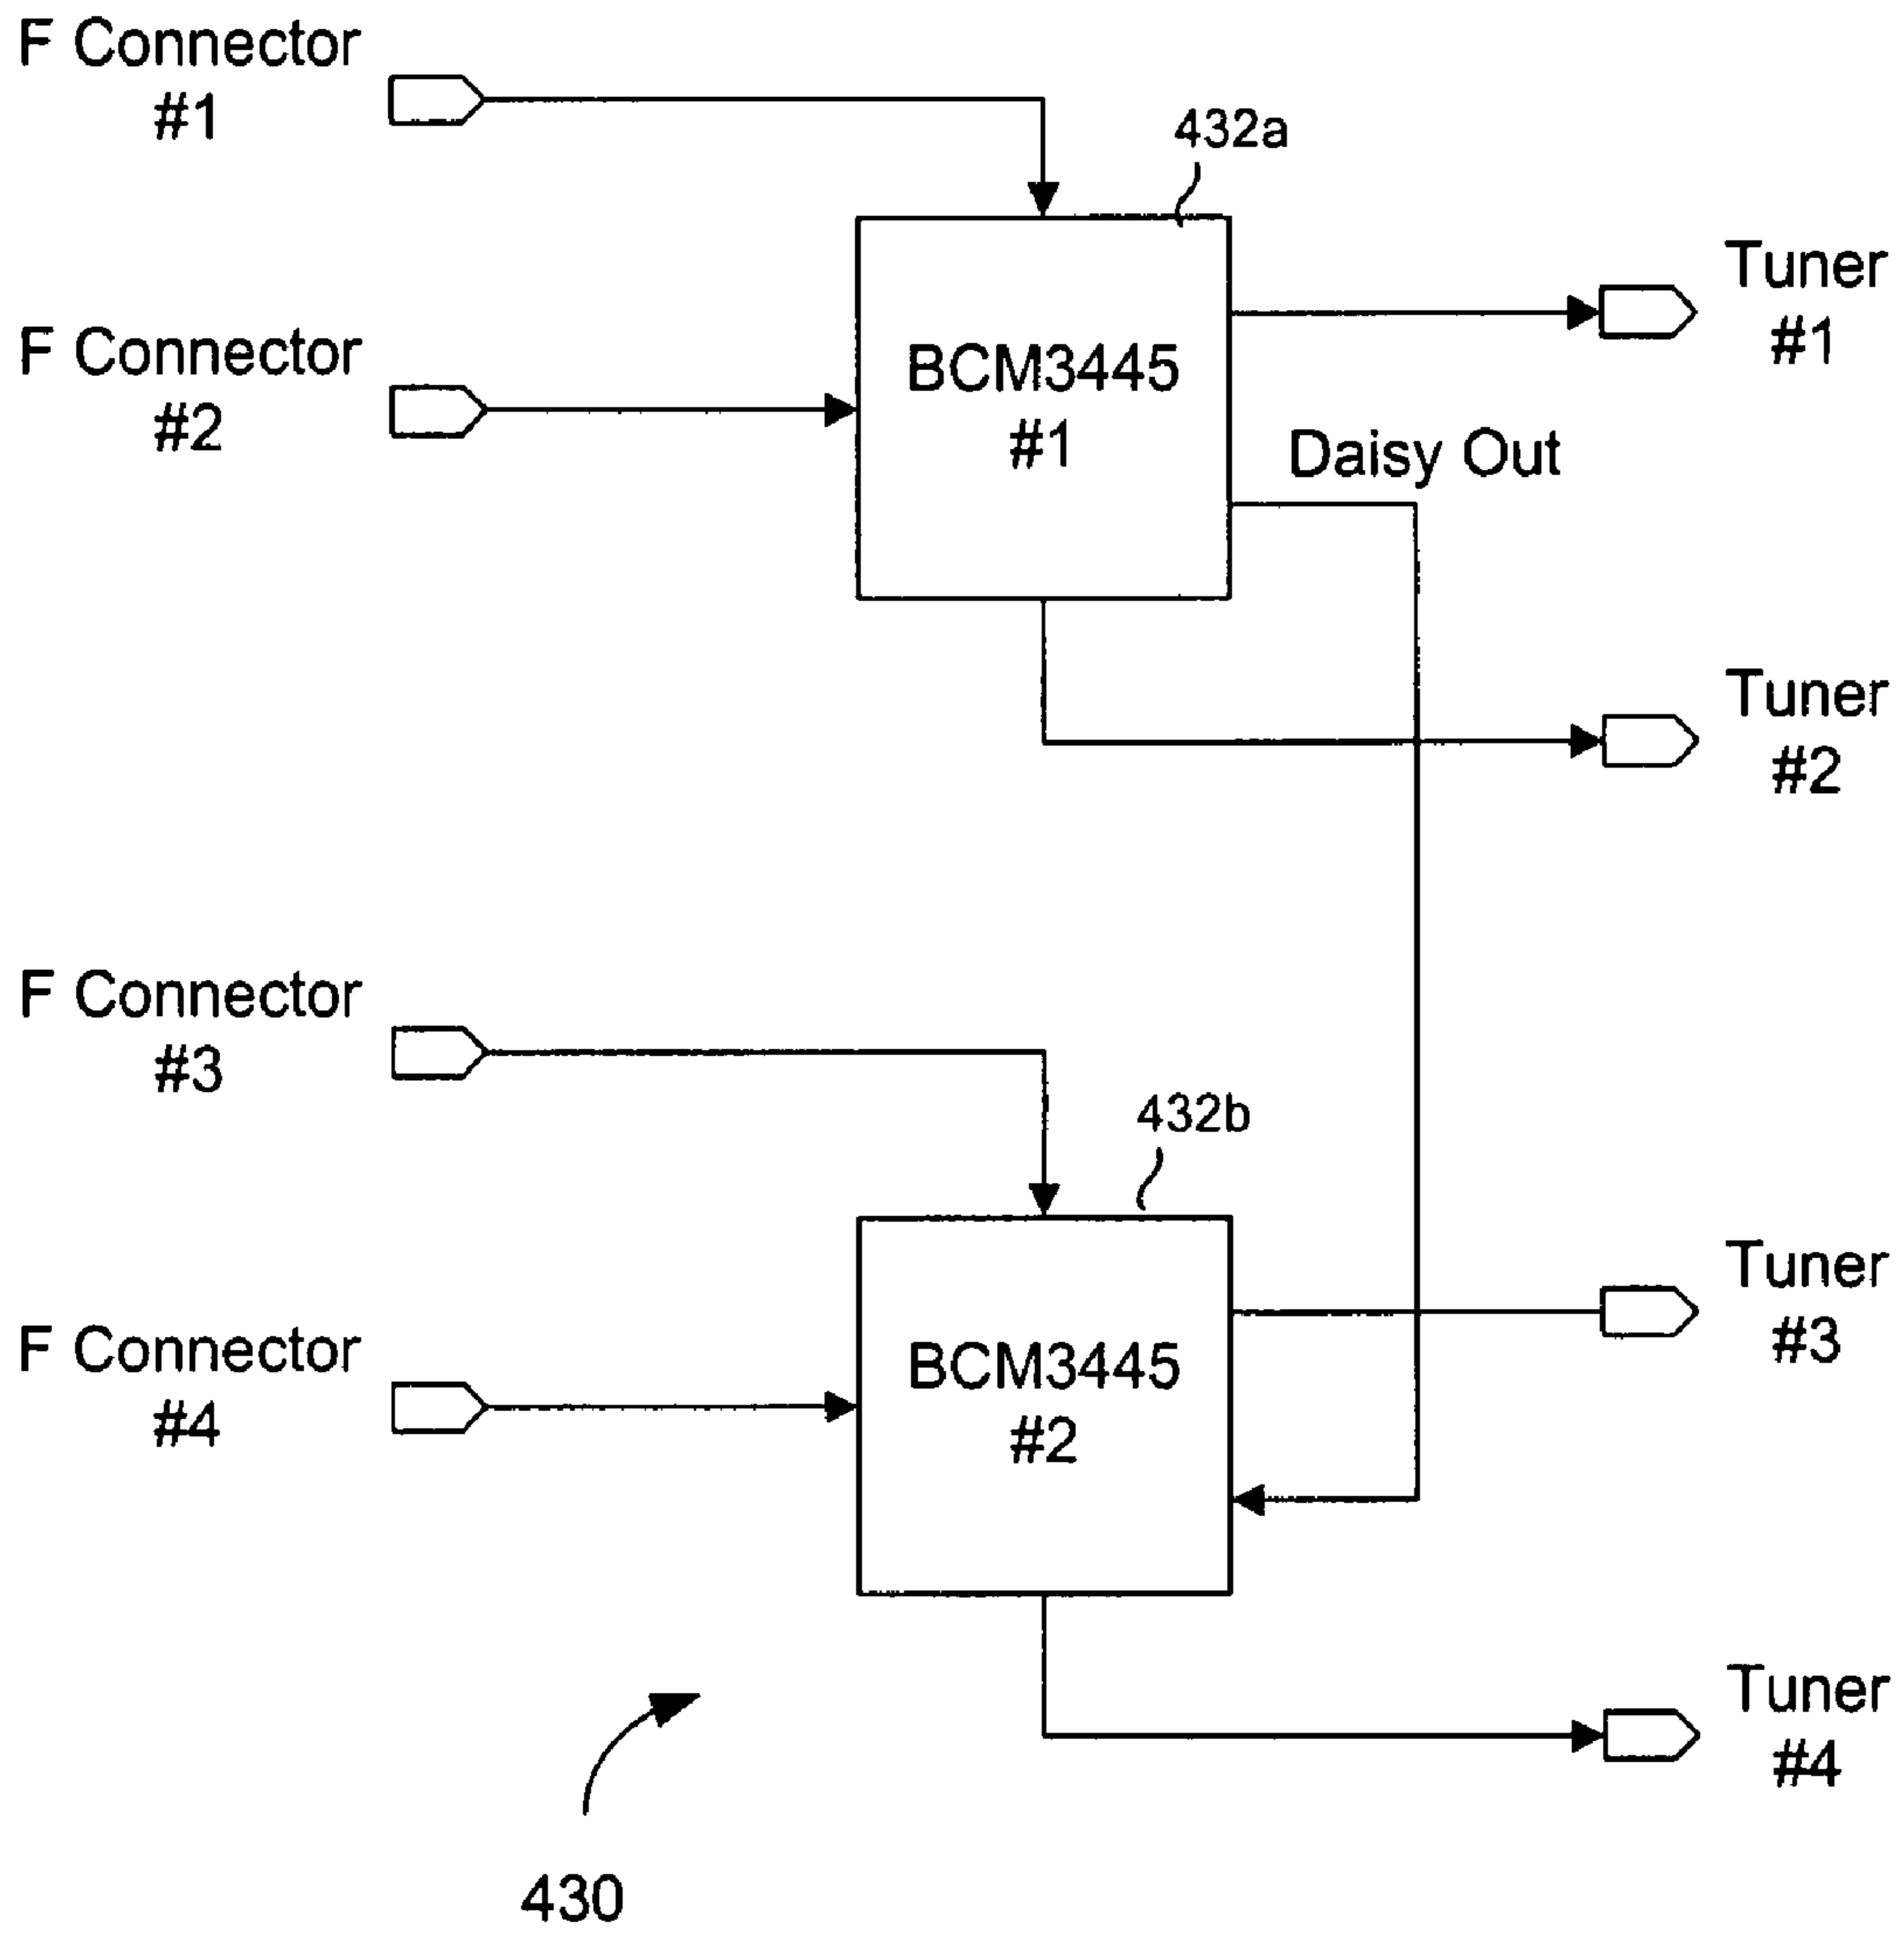 F Connector
#1
432a
Tuner
#1
F Connector
#2
BCM3445
#1
Daisy Out
Tuner
#2
F Connector
#3
432b
Tuner
#3
F Connector
#4
BCM3445
#2
Tuner
#4
430